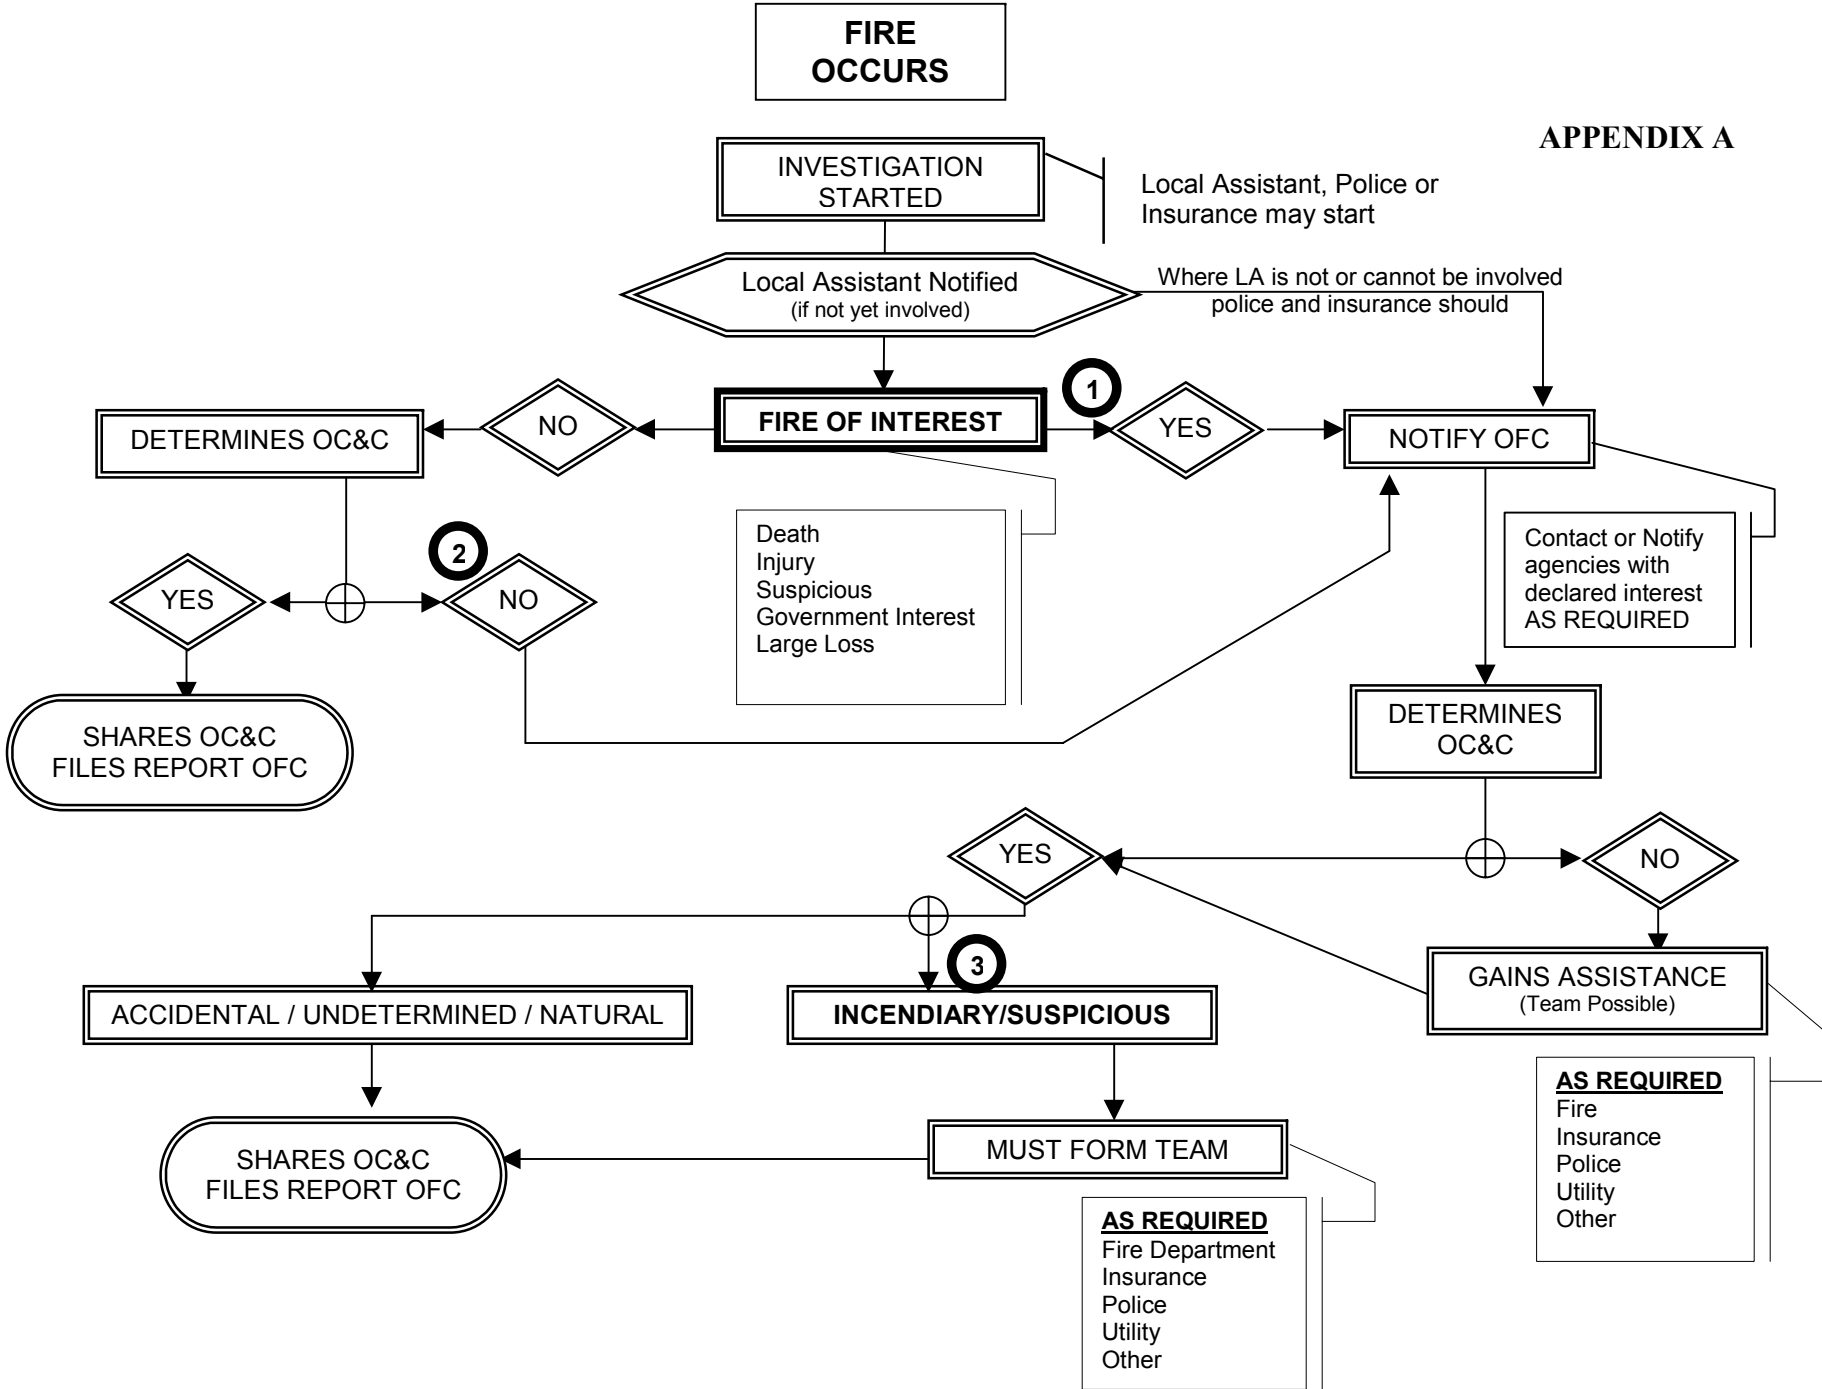 FIRE
OCCURS
APPENDIX A
INVESTIGATION
STARTED
Local Assistant, Police or
Insurance may start
Local Assistant Notified
(if not yet involved)
Where LA is not or cannot be involved
police and insurance should
1
FIRE OF INTEREST
YES
NO
DETERMINES OC&C
NOTIFY OFC
2
YES
NO
Death
Injury
Suspicious
Government Interest
Large Loss
Contact or Notify
agencies with
declared interest
AS REQUIRED
SHARES OC&C
FILES REPORT OFC
DETERMINES
OC&C
YES
NO
3
ACCIDENTAL / UNDETERMINED / NATURAL
INCENDIARY/SUSPICIOUS
GAINS ASSISTANCE
(Team Possible)
AS REQUIRED
Fire
Insurance
Police
Utility
Other
SHARES OC&C
FILES REPORT OFC
MUST FORM TEAM
AS REQUIRED
Fire Department
Insurance
Police
Utility
Other